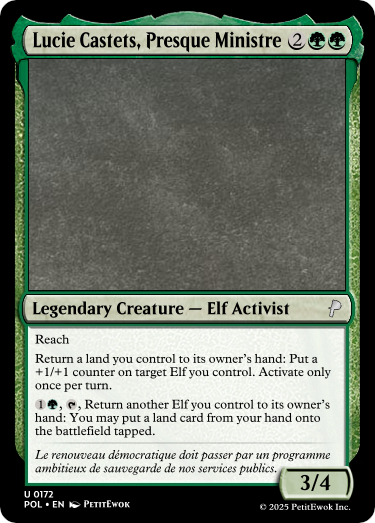 Lucie Castets, Presque Ministre 2
Legendary Creature — Elf Activist
Reach
Return a land you control to its owner's hand: Put a
+1/+1 counter on target Elf you control. Activate only
once per turn.
1, , Return another Elf you control to its owner's
hand: You may put a land card from your hand onto
the battlefield tapped.
Le renouveau démocratique doit passer par un programme
ambitieux de sauvegarde de nos services publics.
3/4
U 0172
POL • EN PetitEwok
© 2025 PetitEwok Inc.